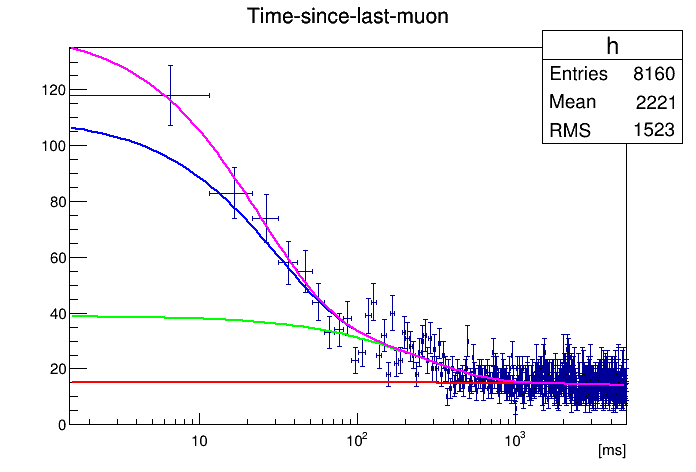 Time-since-last-muon
h
Entries 8160
Mean 2221
RMS 1523
120
100
80
60
40
20
0
10 10² 10³
[ms]